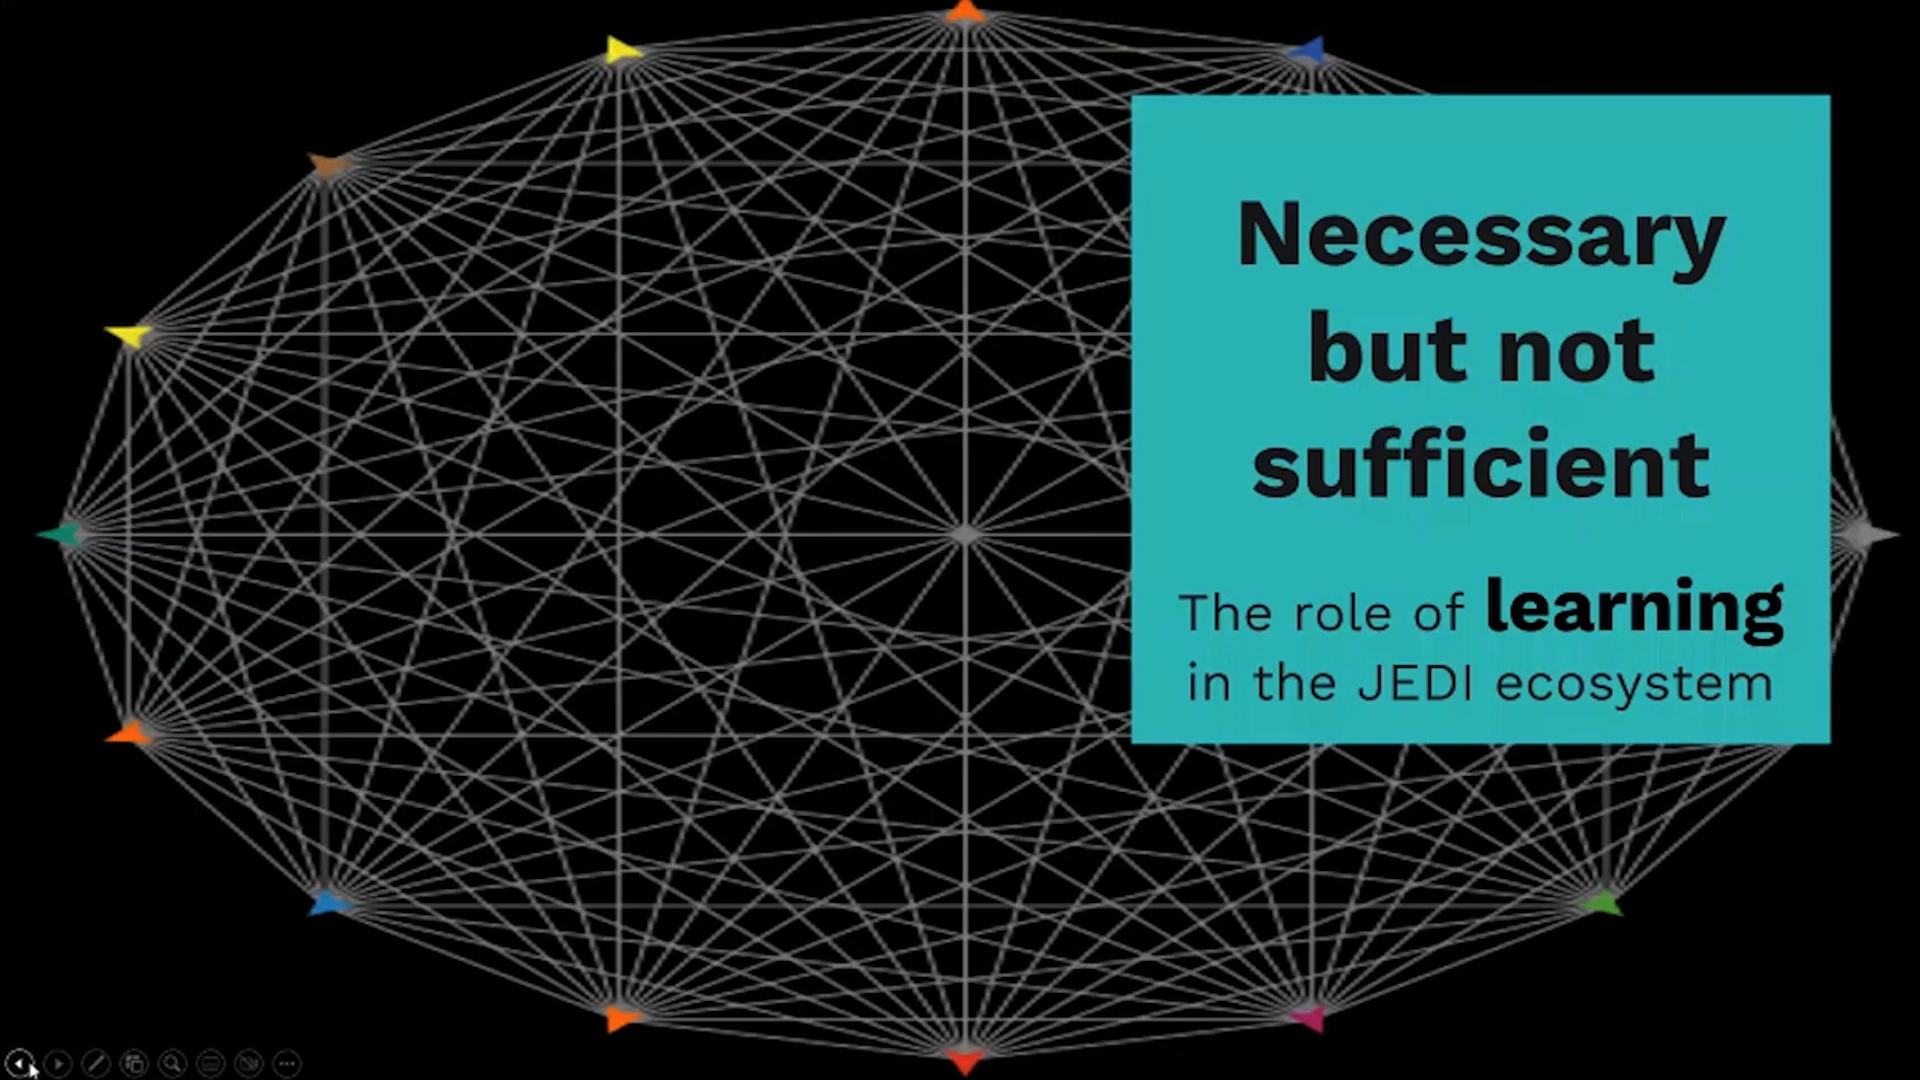 Necessary
but not
sufficient
The role of learning
in the JEDI ecosystem